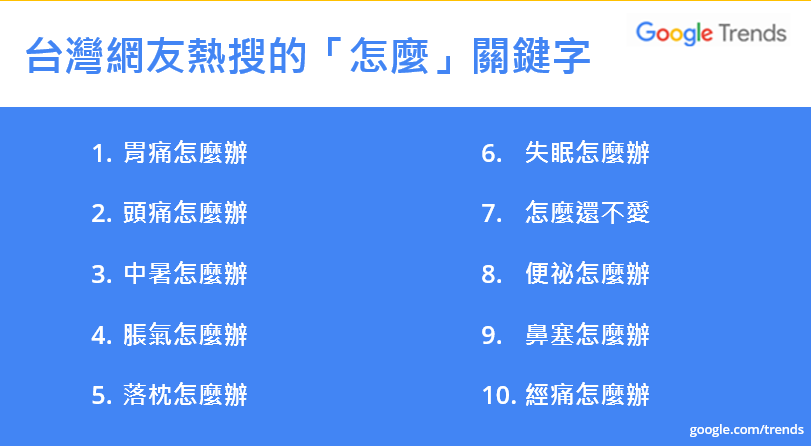 台灣網友熱搜的「怎麼」關鍵字
Google Trends
1. 胃痛怎麼辦
2. 頭痛怎麼辦
3. 中暑怎麼辦
4. 脹氣怎麼辦
5. 落枕怎麼辦
6. 失眠怎麼辦
7. 怎麼還不愛
8. 便祕怎麼辦
9. 鼻塞怎麼辦
10. 經痛怎麼辦
google.com/trends